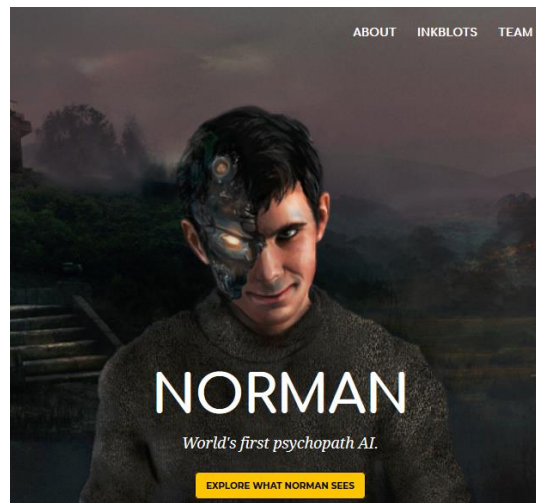 ABOUT INKBLOTS TEAM
NORMAN
World's first psychopath AI.
EXPLORE WHAT NORMAN SEES